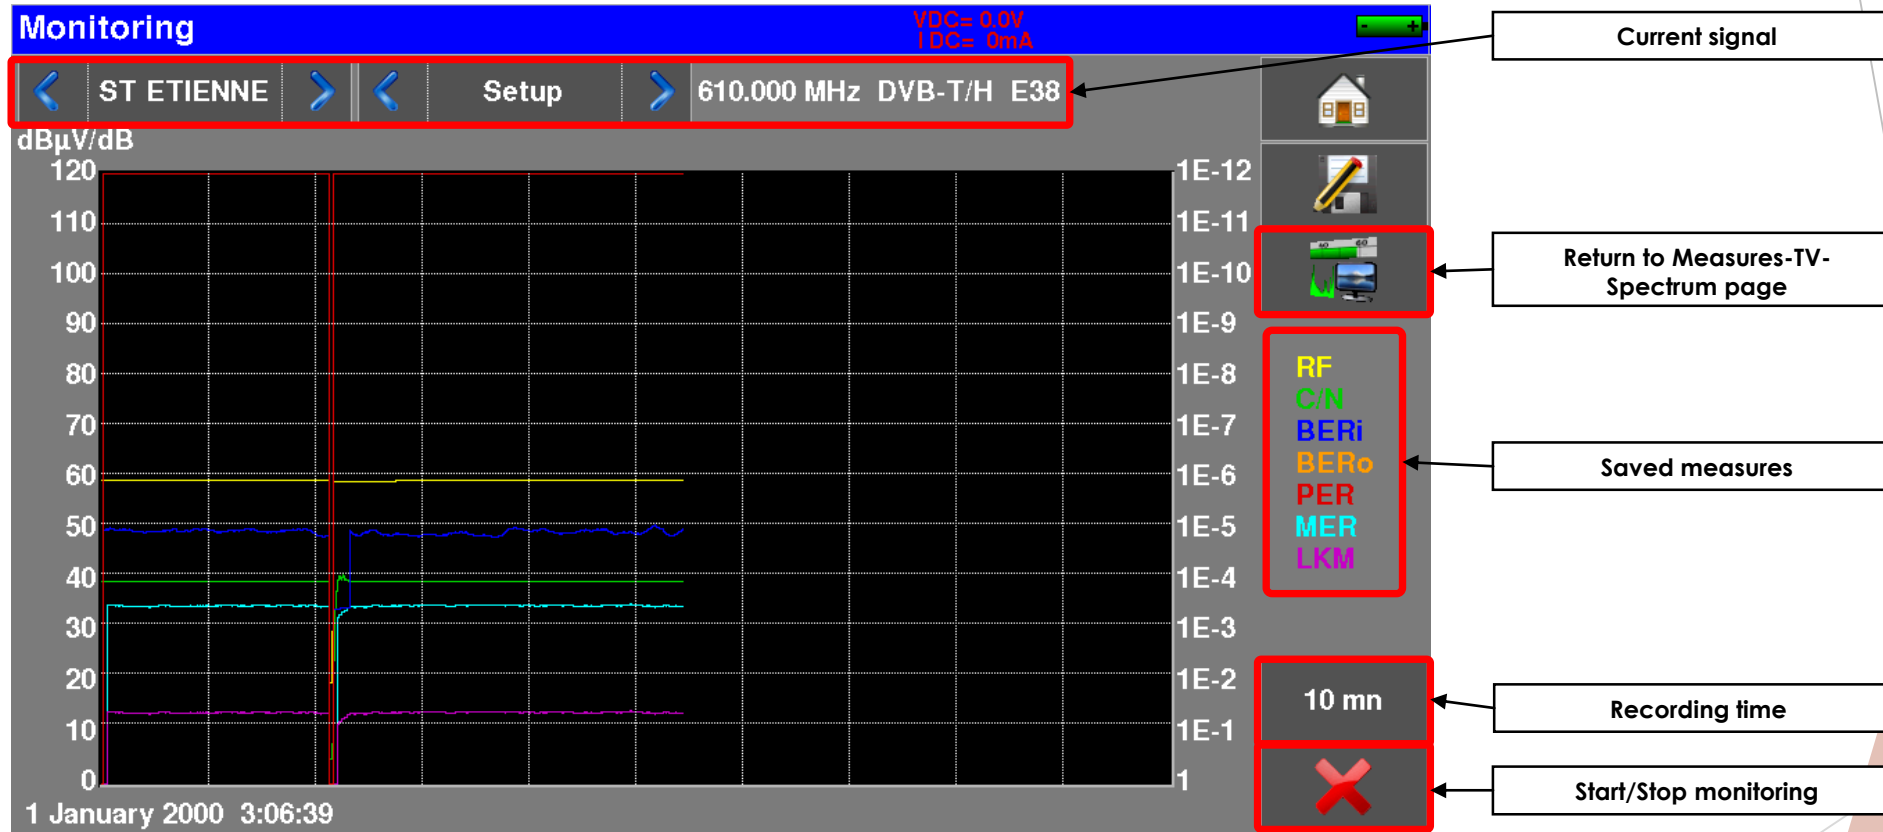 Monitoring
VDC= 0,0V
I DC= 0mA
- +
Current signal
ST ETIENNE
Setup
610.000 MHz DVB-T/H E38
dBµV/dB
120
110
100
90
80
70
60
50
40
30
20
10
0
1E-12
1E-11
1E-10
1E-9
1E-8
1E-7
1E-6
1E-5
1E-4
1E-3
1E-2
1E-1
1
40 60
Return to Measures-TV-
Spectrum page
RF
C/N
BERi
BERo
PER
MER
LKM
Saved measures
10 mn
Recording time
Start/Stop monitoring
1 January 2000 3:06:39